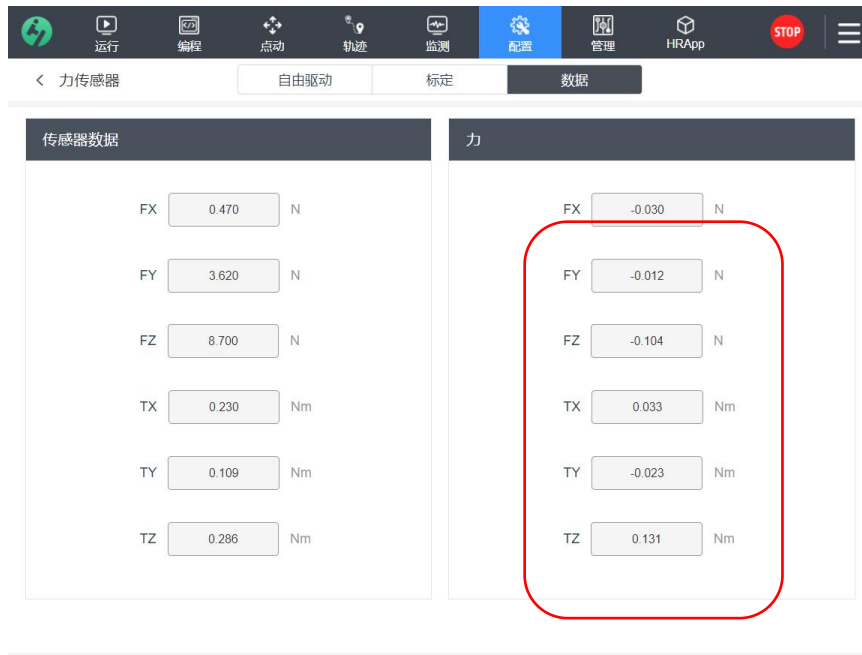 运行 编程 点动 轨迹 监测 配置 管理 HRApp STOP
力传感器 自由驱动 标定 数据
传感器数据
FX 0.470 N
FY 3.620 N
FZ 8.700 N
TX 0.230 Nm
TY 0.109 Nm
TZ 0.286 Nm
力
FX -0.030 N
FY -0.012 N
FZ -0.104 N
TX 0.033 Nm
TY -0.023 Nm
TZ 0.131 Nm